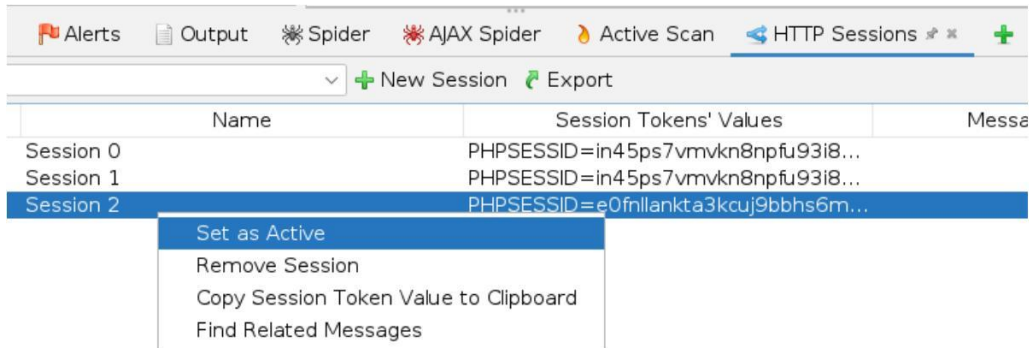 Alerts Output Spider AJAX Spider Active Scan HTTP Sessions
New Session Export
Name Session Tokens' Values Messa
Session 0 PHPSESSID=in45ps7vmvkn8npfu93i8...
Session 1 PHPSESSID=in45ps7vmvkn8npfu93i8...
Session 2 PHPSESSID=e0fnllankta3kcuj9bbhs6m...
Set as Active
Remove Session
Copy Session Token Value to Clipboard
Find Related Messages